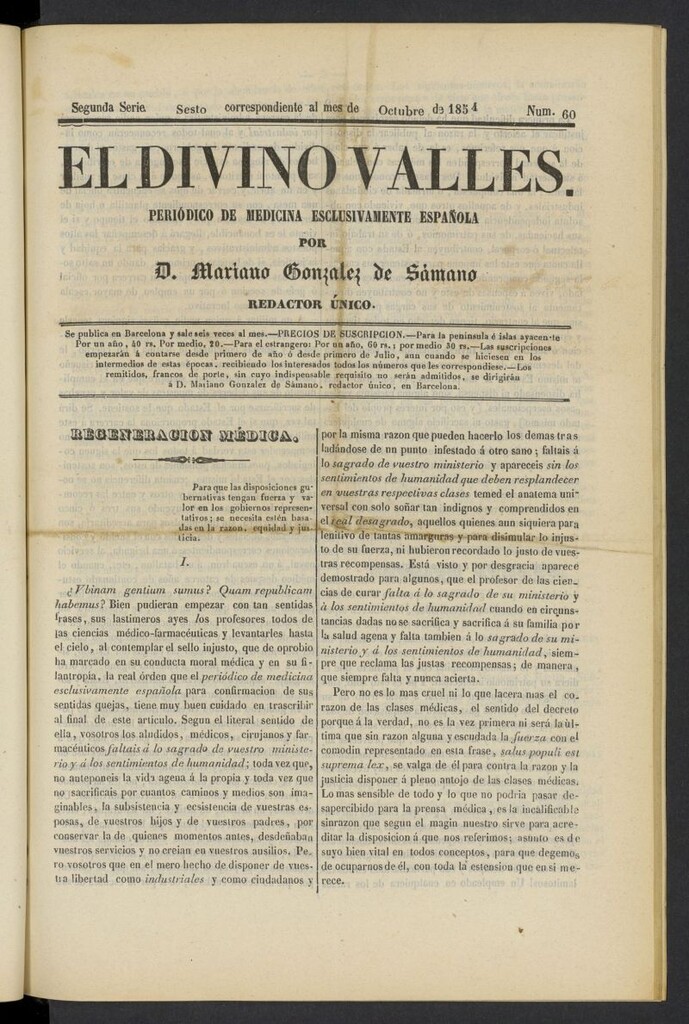 Segunda Serie Sesto correspondiente al mes de Octubre de 1854 Num. 60
EL DIVINO VALLES.
PERIÓDICO DE MEDICINA ESCLUSIVAMENTE ESPAÑOLA
POR
D. Mariano Gonzalez de Sámano
REDACTOR ÚNICO.
Se publica en Barcelona y sale seis veces al mes.—PRECIOS DE SUSCRIPCION.—Para la península é islas ayacente
Por un año, 40 rs. Por medio, 20.—Para el estrangero: Por un año, 60 rs.; por medio 30 rs.—Las suscripciones
empezarán á contarse desde primero de año ó desde primero de Julio, aun cuando se hiciesen en los
intermedios de estas épocas, recibiendo los interesados todos los números que les correspondiese.—Los
remitidos, francos de porte, sin cuyo indispensable requisito no serán admitidos, se dirigirán
á D. Mariano Gonzalez de Sámano, redactor único, en Barcelona.
REGENERACION MÉDICA.
Para que las disposiciones gu-
bernativas tengan fuerza y va-
lor en los gobiernos represen-
tativos; se necesita estén basa-
das en la razon, equidad y jus-
ticia.
I.
¿Vbinam gentium sumus? Quam republicam
habemus? Bien pudieran empezar con tan sentidas
frases, sus lastimeros ayes los profesores todos de
las ciencias médico-farmacéuticas y levantarles hasta
el cielo, al contemplar el sello injusto, que de oprobio
ha marcado en su conducta moral médica y en su fi-
lantropia, la real órden que el periódico de medicina
esclusivamente española para confirmacion de sus
sentidas quejas, tiene muy buen cuidado en trascribir
al final de este artículo. Segun el literal sentido de
ella, vosotros los aludidos, médicos, cirujanos y far-
macéuticos faltais á lo sagrado de vuestro ministe-
rio y á los sentimientos de humanidad; toda vez que,
no anteponeis la vida agena á la propia y toda vez que
no sacrificais por cuantos caminos y medios son ima-
ginables, la subsistencia y ecsistencia de vuestras es-
posas, de vuestros hijos y de vuestros padres, por
conservar la de quienes momentos antes, desdeñaban
vuestros servicios y no creian en vuestros ausilios. Pe-
ro vosotros que en el mero hecho de disponer de vues-
tra libertad como industriales y como ciudadanos y
por la misma razon que pueden hacerlo los demas tras
ladándose de un punto infestado á otro sano; faltais á
lo sagrado de vuestro ministerio y apareceis sin los
sentimientos de humanidad que deben resplandecer
en vuestras respectivas clases temed el anatema uni-
versal con solo soñar tan indignos y comprendidos en
el real desagrado, aquellos quienes aun siquiera para
lenitivo de tantas amarguras y para disimular lo injus-
to de su fuerza, ni hubieron recordado lo justo de vues-
tras recompensas. Está visto y por desgracia aparece
demostrado para algunos, que el profesor de las cien-
cias de curar falta á lo sagrado de su ministerio y
á los sentimientos de humanidad cuando en circuns-
tancias dadas no se sacrifica y sacrifica á su familia por
la salud agena y falta tambien á lo sagrado de su mi-
nisterio y á los sentimientos de humanidad, siem-
pre que reclama las justas recompensas; de manera,
que siempre falta y nunca acierta.
Pero no es lo mas cruel ni lo que lacera mas el co-
razon de las clases médicas, el sentido del decreto
porque á la verdad, no es la vez primera ni será la úl-
tima que sin razon alguna y escudada la fuerza con el
comodin representado en esta frase, salus populi est
suprema lex, se valga de él para contra la razon y la
justicia disponer á pleno antojo de las clases médicas.
Lo mas sensible de todo y lo que no podria pasar de-
sapercibido para la prensa médica, es la incalificable
sinrazon que segun el magin nuestro sirve para acre-
ditar la disposicion á que nos referimos; asunto es de
suyo bien vital en todos conceptos, para que dejemos
de ocuparnos de él, con toda la estension que en si me-
rece.